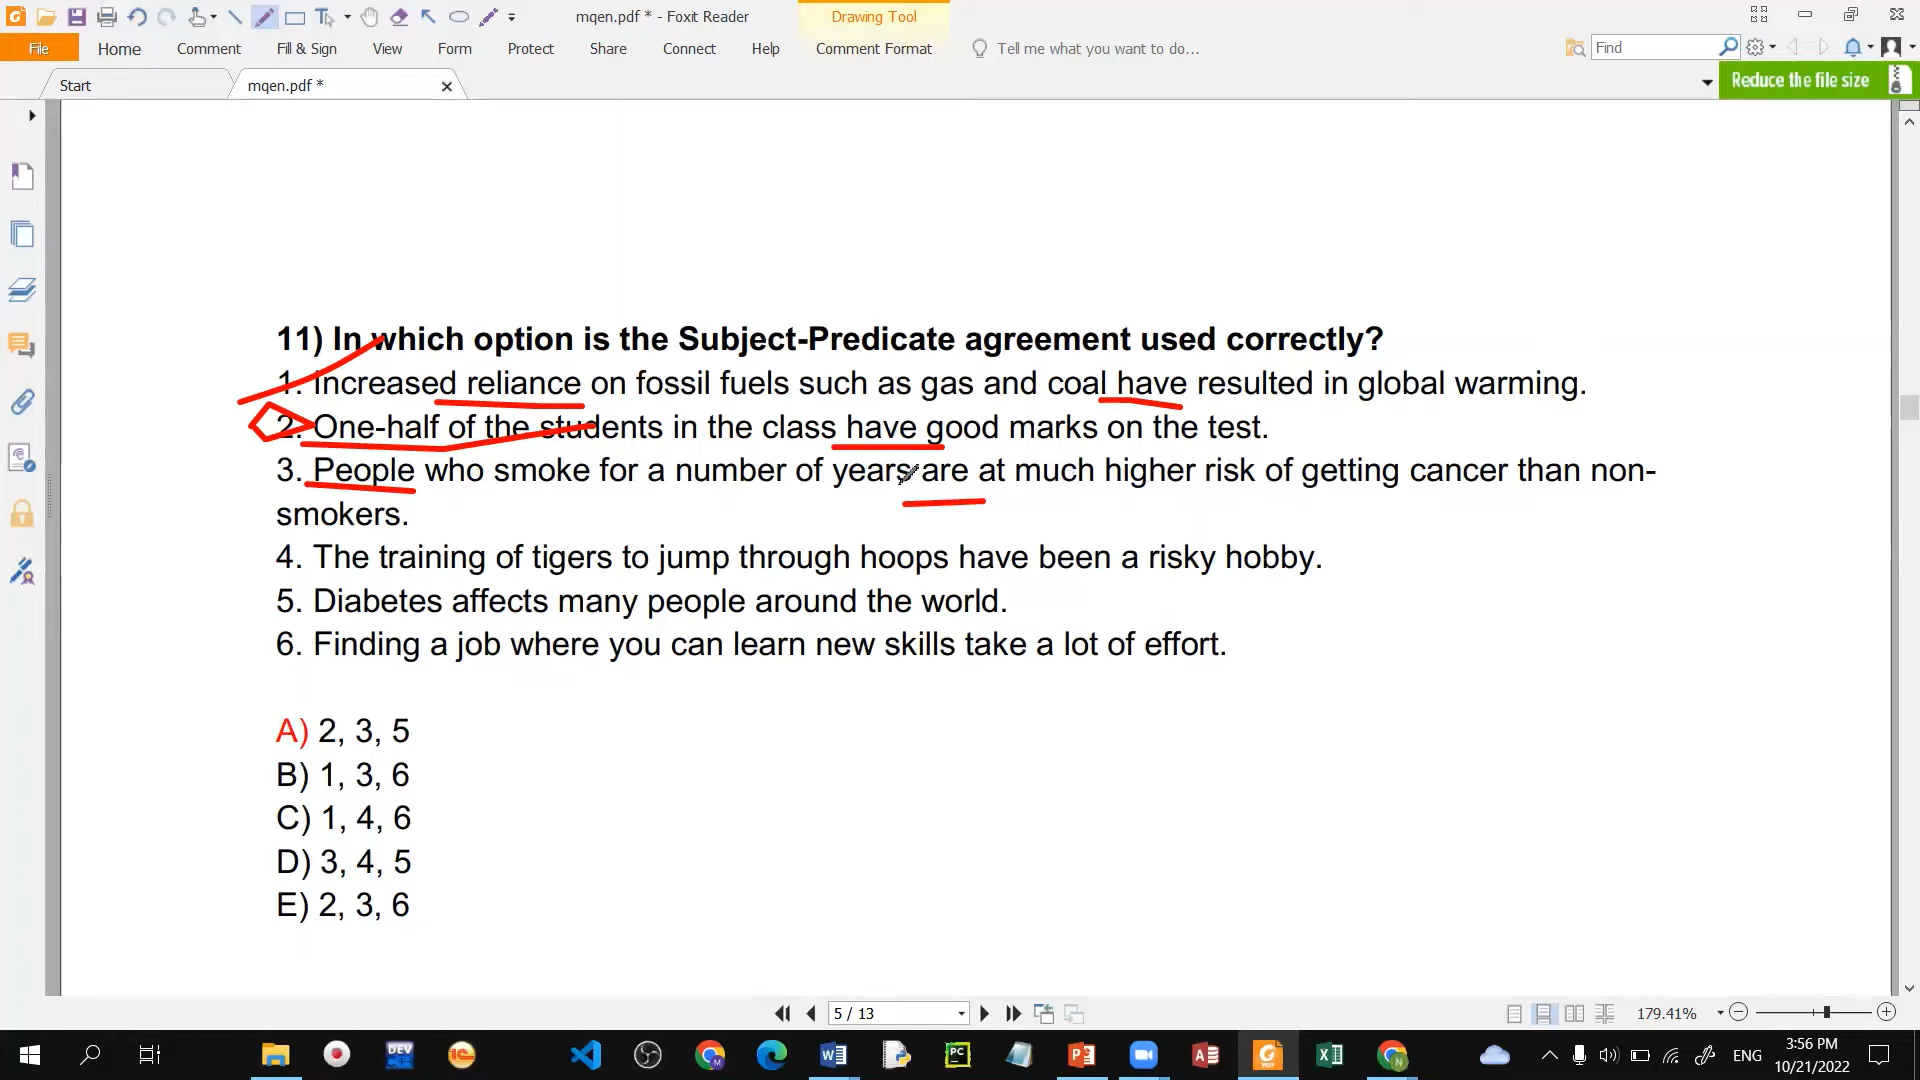 mqen.pdf * - Foxit Reader
Drawing Tool
File
Home
Comment
Fill & Sign
View
Form
Protect
Share
Connect
Help
Comment Format
Tell me what you want to do...
Find
Start
mqen.pdf *
Reduce the file size
11) In which option is the Subject-Predicate agreement used correctly?
1. Increased reliance on fossil fuels such as gas and coal have resulted in global warming.
2. One-half of the students in the class have good marks on the test.
3. People who smoke for a number of years are at much higher risk of getting cancer than non-
smokers.
4. The training of tigers to jump through hoops have been a risky hobby.
5. Diabetes affects many people around the world.
6. Finding a job where you can learn new skills take a lot of effort.
A) 2, 3, 5
B) 1, 3, 6
C) 1, 4, 6
D) 3, 4, 5
E) 2, 3, 6
5 / 13
179.41%
ENG
3:56 PM
10/21/2022